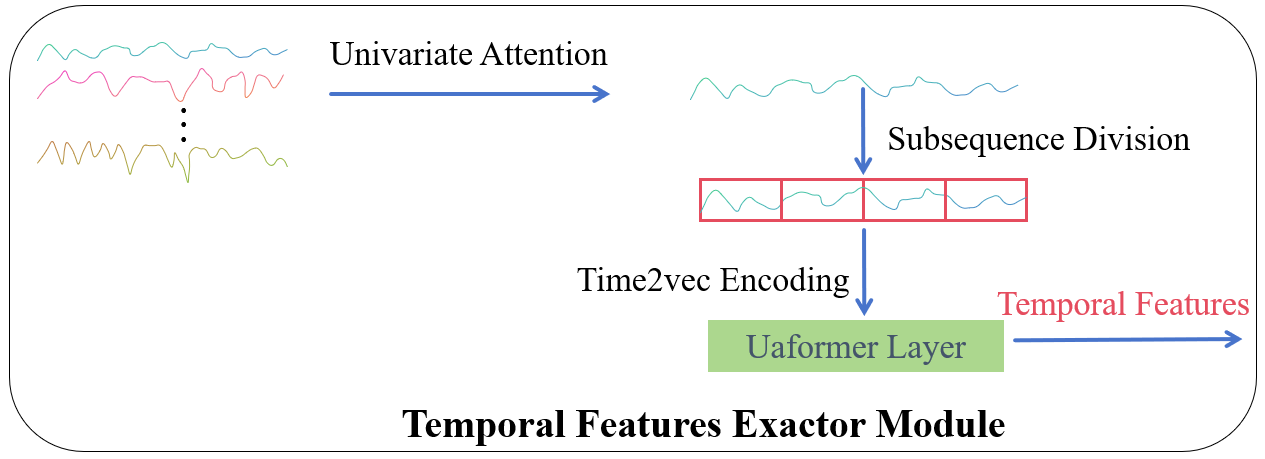 Univariate Attention
Subsequence Division
Time2vec Encoding
Temporal Features
Uaformer Layer
Temporal Features Exactor Module